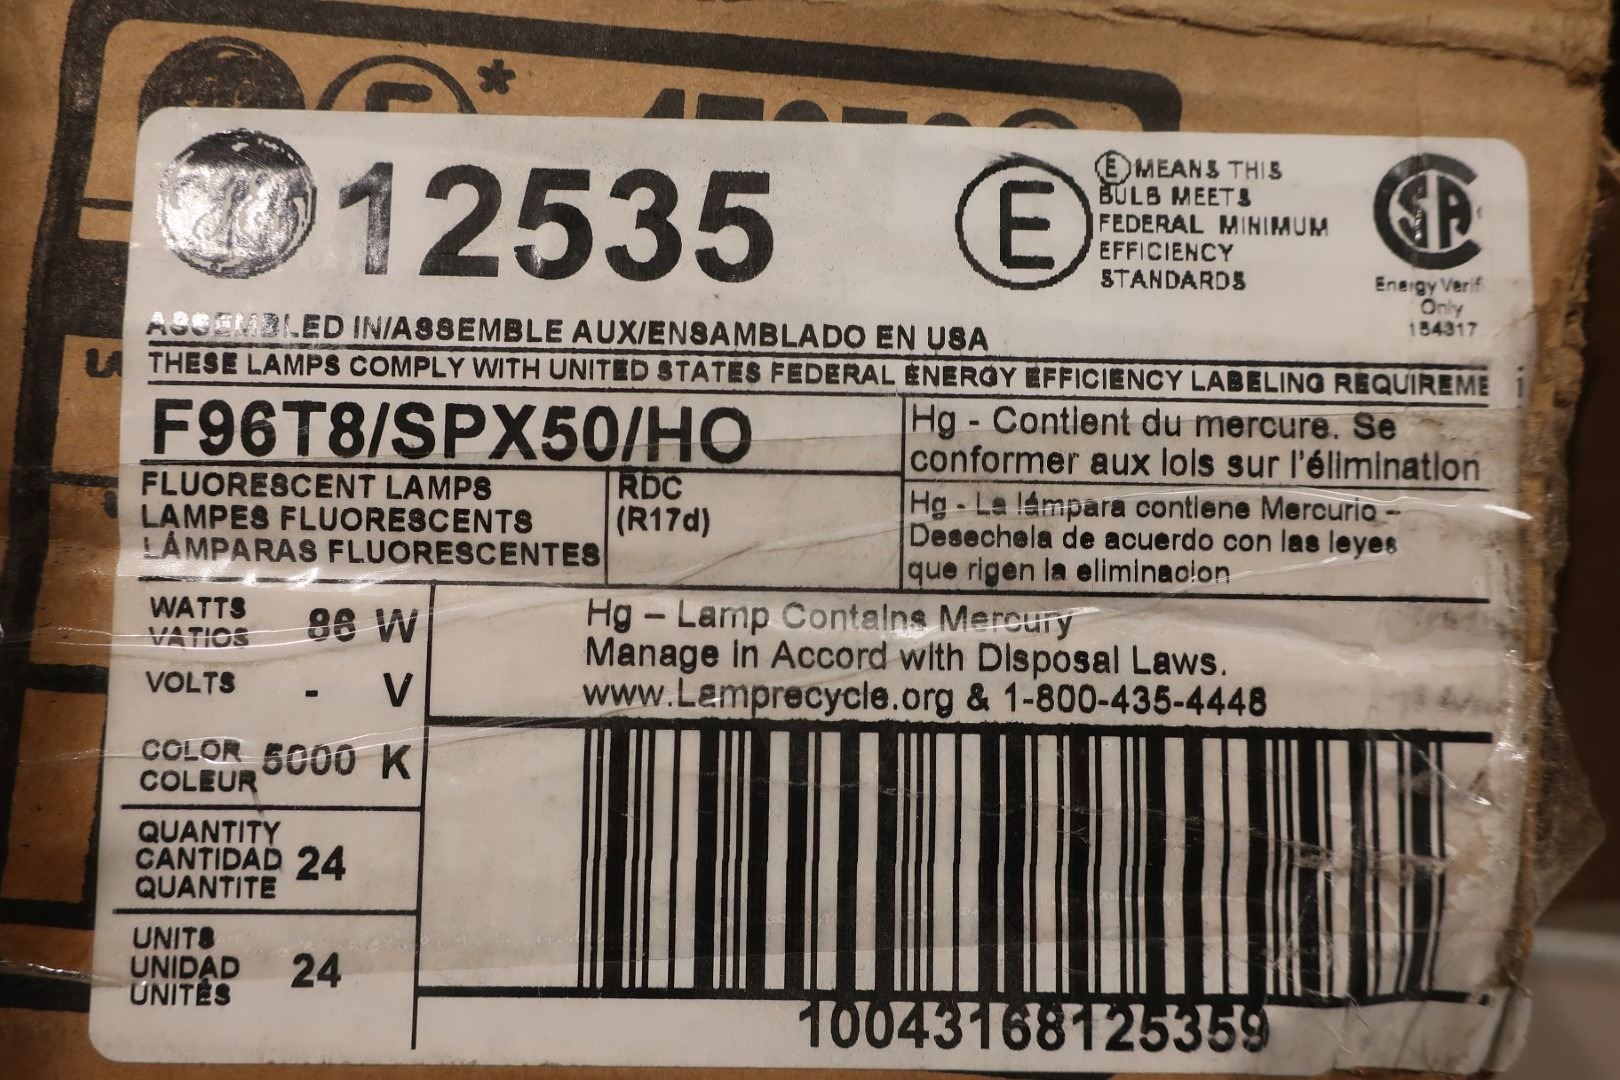 12535
E
E MEANS THIS
BULB MEETS
FEDERAL MINIMUM
EFFICIENCY
STANDARDS
Energy Verif
Only
184317
ASSEMBLED IN/ASSEMBLE AUX/ENSAMBLADO EN USA
THESE LAMPS COMPLY WITH UNITED STATES FEDERAL ENERGY EFFICIENCY LABELING REQUIREME
F96T8/SPX50/HO
FLUORESCENT LAMPS
LAMPES FLUORESCENTS
LÁMPARAS FLUORESCENTES
RDC
(R17d)
Hg - Contient du mercure. Se
conformer aux lois sur l'élimination
Hg - La lámpara contiene Mercurio –
Desechela de acuerdo con las leyes
que rigen la eliminacion
WATTS
VATIOS 86 W
VOLTS - V
COLOR
COLEUR 5000 K
QUANTITY
CANTIDAD 24
QUANTITE
UNITS
UNIDAD 24
UNITÉS
Hg – Lamp Contains Mercury
Manage in Accord with Disposal Laws.
www.Lamprecycle.org & 1-800-435-4448
10043168125359